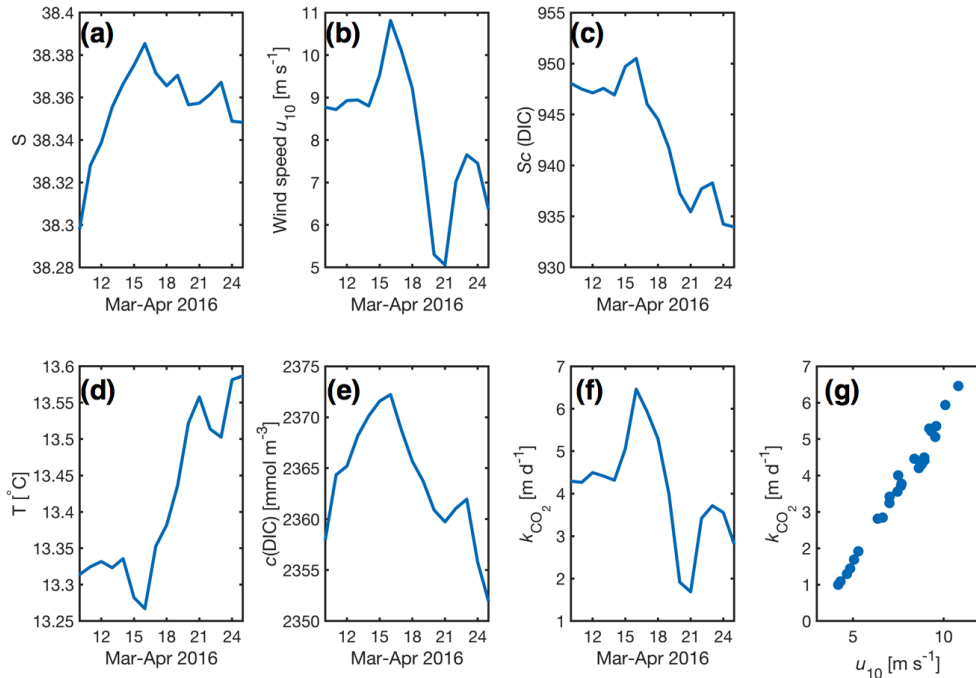 (a)
S
38.4
38.38
38.36
38.34
38.32
38.3
38.28
12 15 18 21 24
Mar-Apr 2016
(b)
Wind speed u10 [m s⁻¹]
11
10
9
8
7
6
5
12 15 18 21 24
Mar-Apr 2016
(c)
Sc (DIC)
955
950
945
940
935
930
12 15 18 21 24
Mar-Apr 2016
(d)
T [°C]
13.6
13.55
13.5
13.45
13.4
13.35
13.3
13.25
12 15 18 21 24
Mar-Apr 2016
(e)
c(DIC) [mmol m⁻³]
2375
2370
2365
2360
2355
2350
12 15 18 21 24
Mar-Apr 2016
(f)
kCO2 [m d⁻¹]
7
6
5
4
3
2
1
12 15 18 21 24
Mar-Apr 2016
(g)
kCO2 [m d⁻¹]
7
6
5
4
3
2
1
0
5 10
u10 [m s⁻¹]